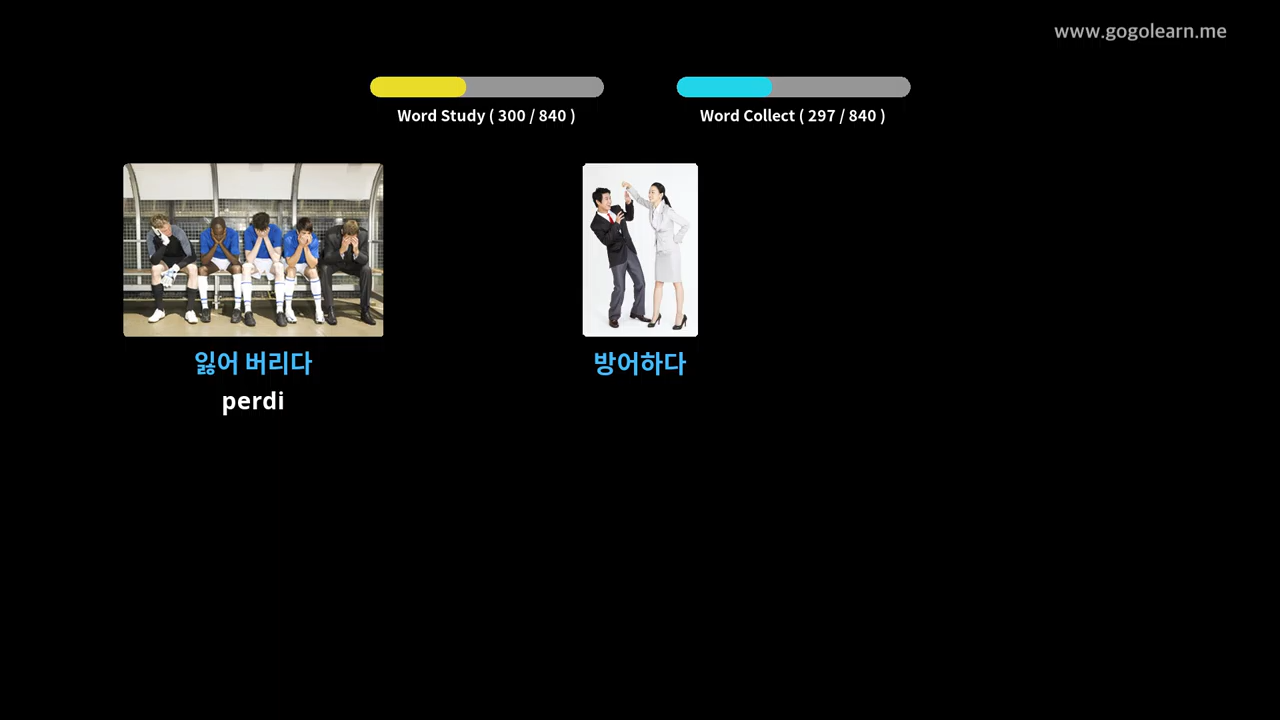 www.gogolearn.me
Word Study ( 300 / 840 )
Word Collect ( 297 / 840 )
잃어 버리다
perdi
방어하다